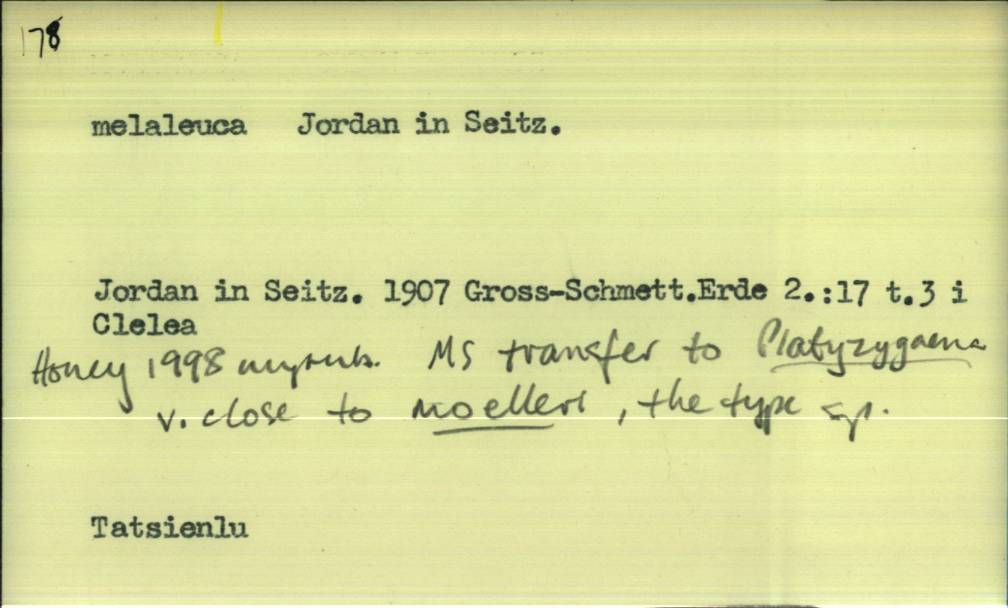 178
melaleuca Jordan in Seitz.
Jordan in Seitz. 1907 Gross-Schmett.Erde 2.:17 t.3 i
Clelea
Honey 1998 unpub. MS transfer to Platyzygaena
v. close to moelleri, the type sp.
Tatsienlu